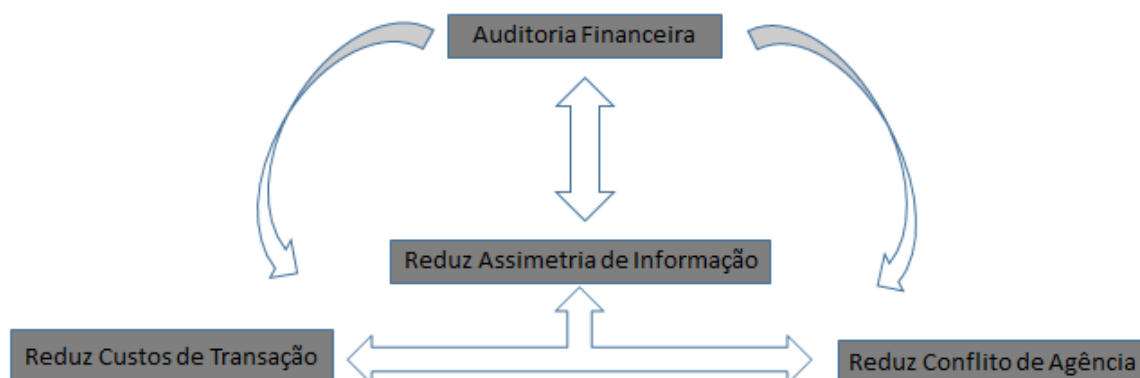 Auditoria Financeira
Reduz Assimetria de Informação
Reduz Custos de Transação
Reduz Conflito de Agência